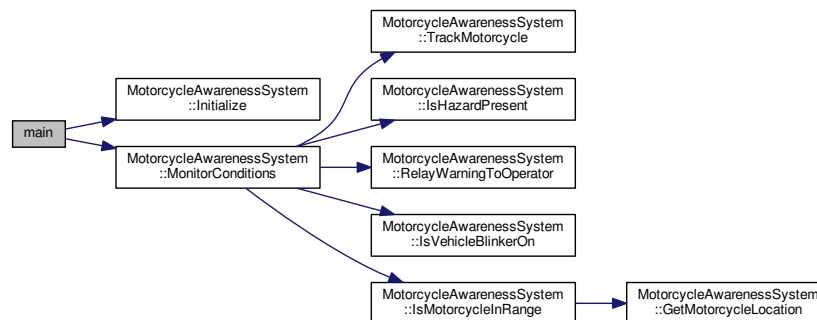 main
MotorcycleAwarenessSystem
::Initialize
MotorcycleAwarenessSystem
::MonitorConditions
MotorcycleAwarenessSystem
::TrackMotorcycle
MotorcycleAwarenessSystem
::IsHazardPresent
MotorcycleAwarenessSystem
::RelayWarningToOperator
MotorcycleAwarenessSystem
::IsVehicleBlinkerOn
MotorcycleAwarenessSystem
::IsMotorcycleInRange
MotorcycleAwarenessSystem
::GetMotorcycleLocation